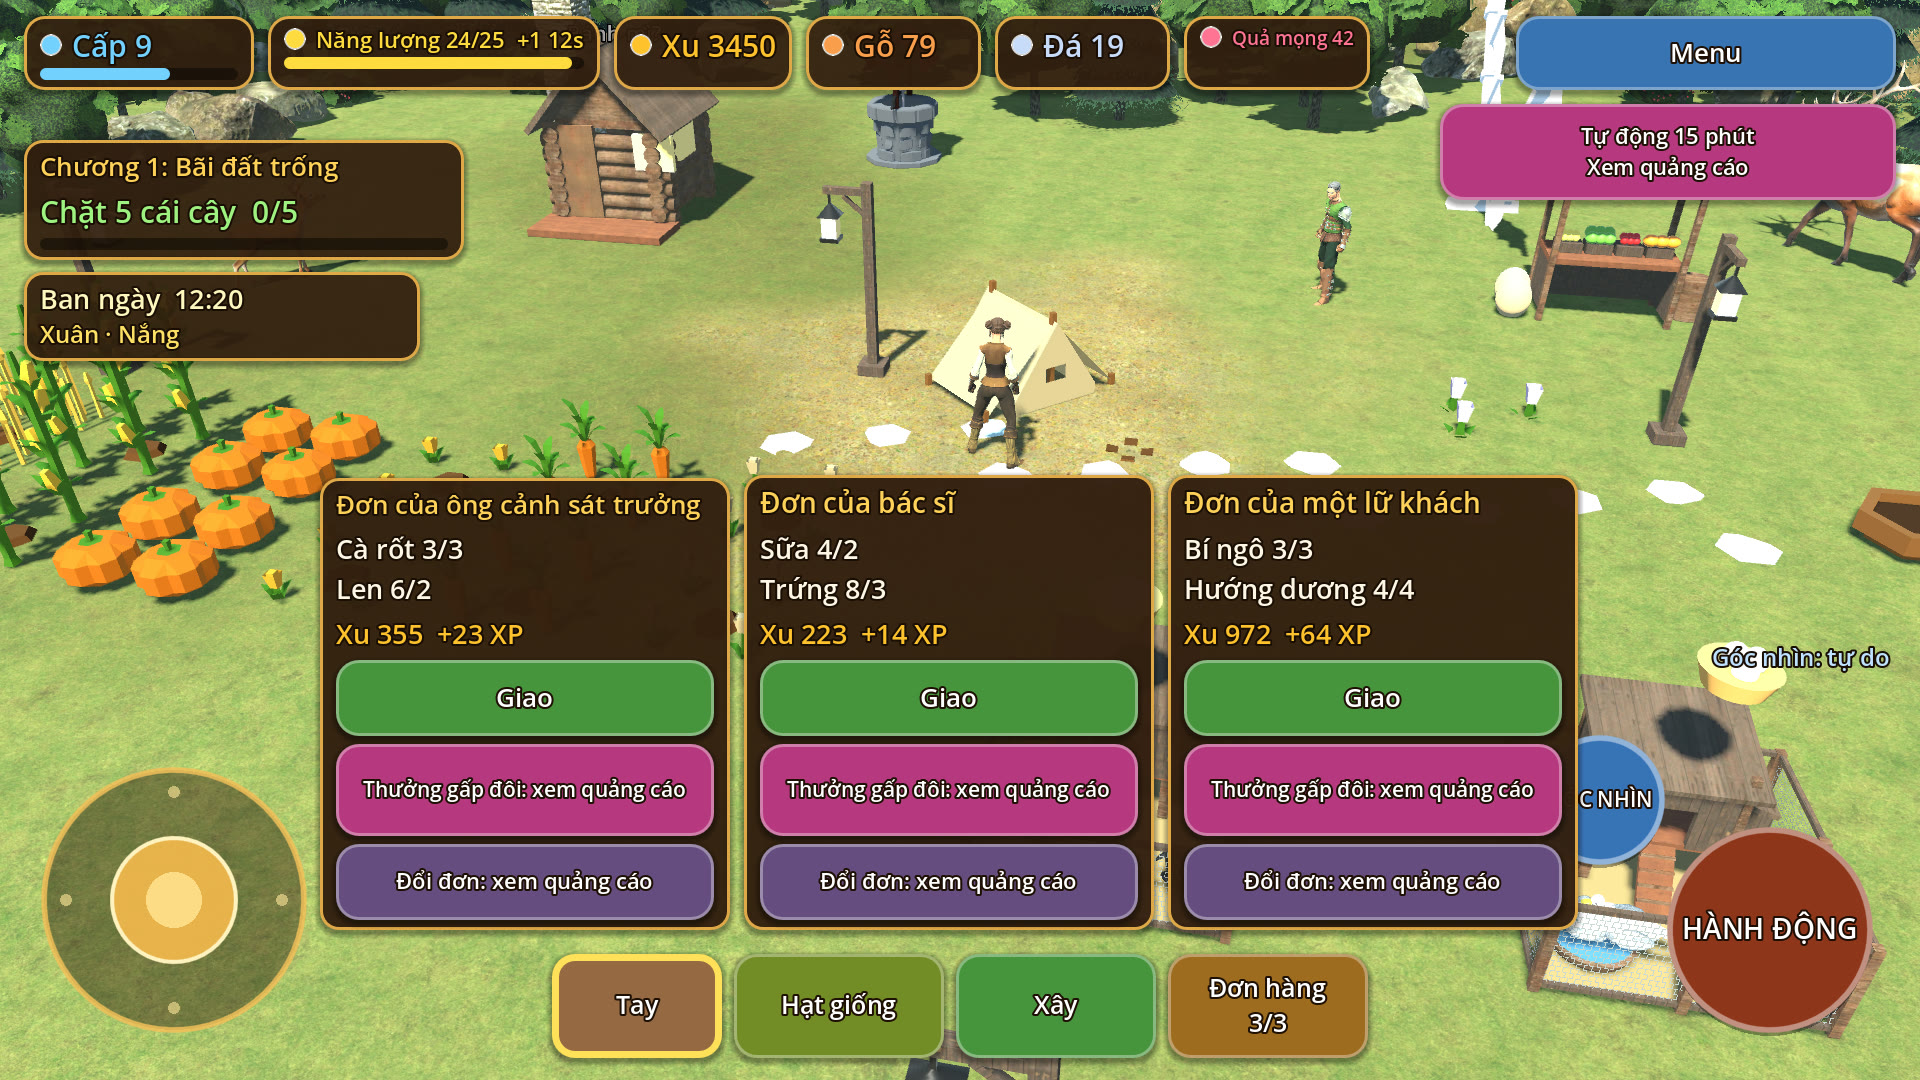 Cấp 9
Năng lượng 24/25 +1 12s
Xu 3450
Gỗ 79
Đá 19
Quả mọng 42
Menu
Tự động 15 phút
Xem quảng cáo
Chương 1: Bãi đất trống
Chặt 5 cái cây 0/5
Ban ngày 12:20
Xuân · Nắng
Đơn của ông cảnh sát trưởng
Cà rốt 3/3
Len 6/2
Xu 355 +23 XP
Giao
Thưởng gấp đôi: xem quảng cáo
Đổi đơn: xem quảng cáo
Đơn của bác sĩ
Sữa 4/2
Trứng 8/3
Xu 223 +14 XP
Giao
Thưởng gấp đôi: xem quảng cáo
Đổi đơn: xem quảng cáo
Đơn của một lữ khách
Bí ngô 3/3
Hướng dương 4/4
Xu 972 +64 XP
Giao
Thưởng gấp đôi: xem quảng cáo
Đổi đơn: xem quảng cáo
Góc nhìn: tự do
C NHÌN
HÀNH ĐỘNG
Tay
Hạt giống
Xây
Đơn hàng
3/3